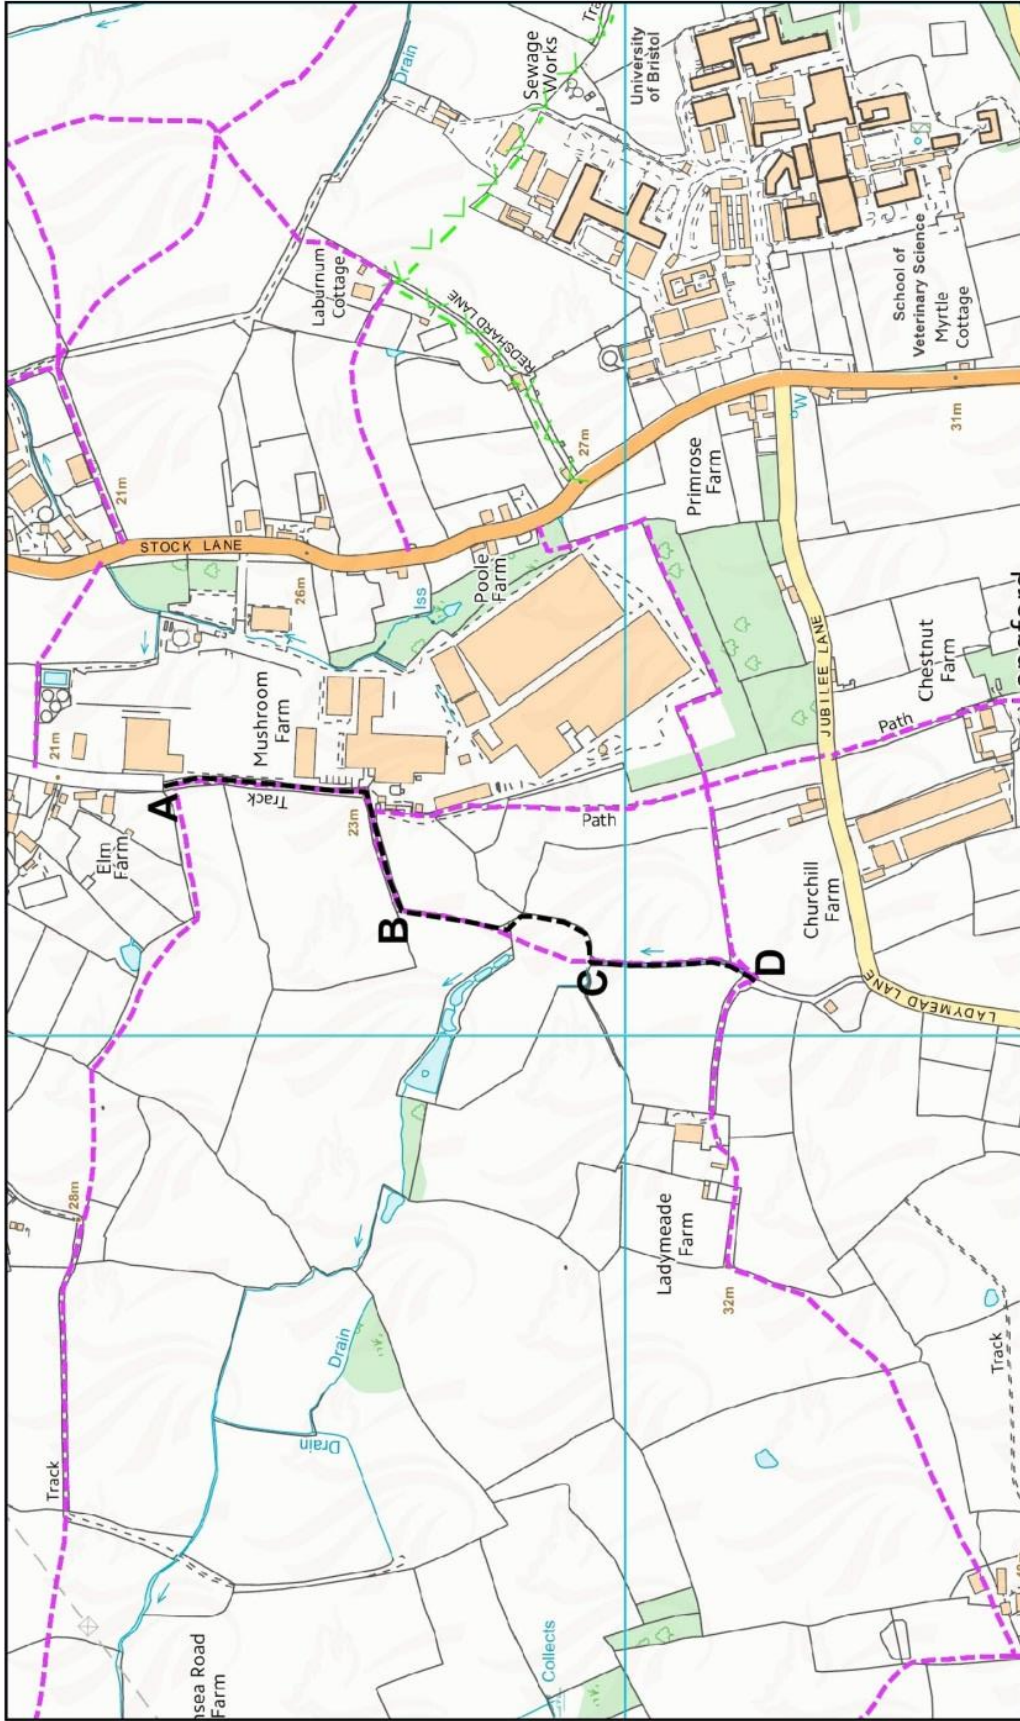 Drain
Tra
Sewage
Works
University
of Bristol
Laburnum
Cottage
REDSHARD LANE
School of
Veterinary Science
Myrtle
Cottage
21m
STOCK LANE
27m
W
31m
26m
Iss
Poole
Farm
Primrose
Farm
Mushroom
Farm
21m
JUBILEE LANE
Chestnut
Farm
Path
A
Track
23m
Path
Elm
Farm
B
C
D
Churchill
Farm
LADYMEAD LANE
28m
Ladymeade
Farm
32m
Drain
Drain
Track
Track
nsea Road
Farm
Collects